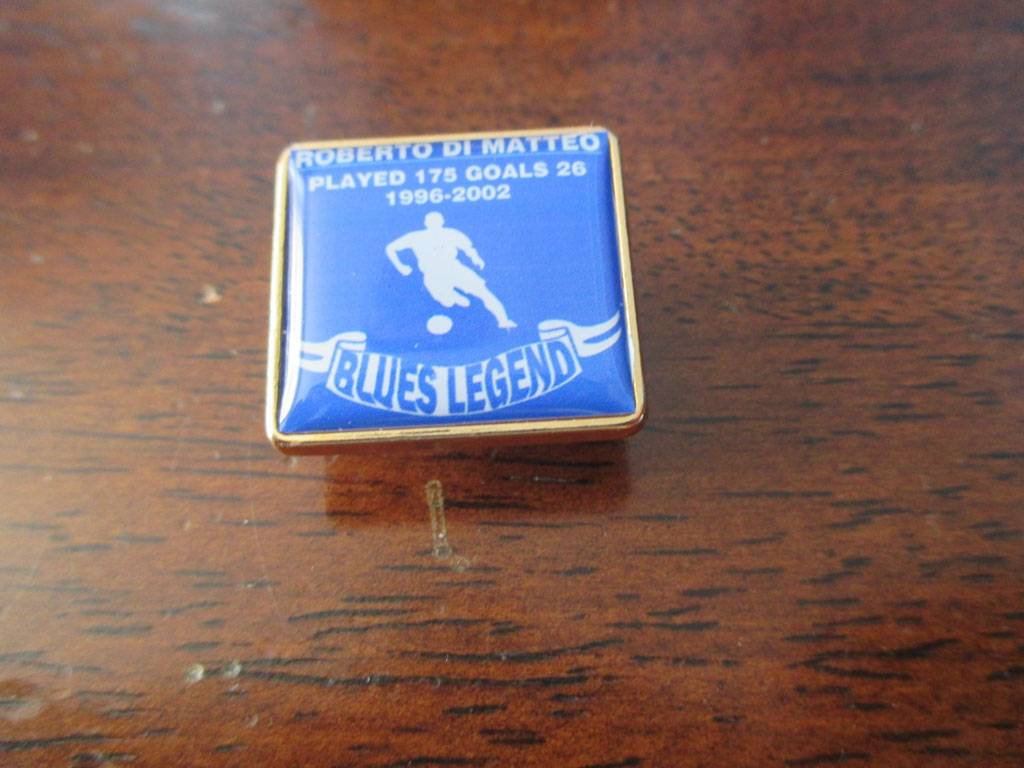 ROBERTO DI MATTEO
PLAYED 175 GOALS 26
1996-2002
BLUES LEGEND